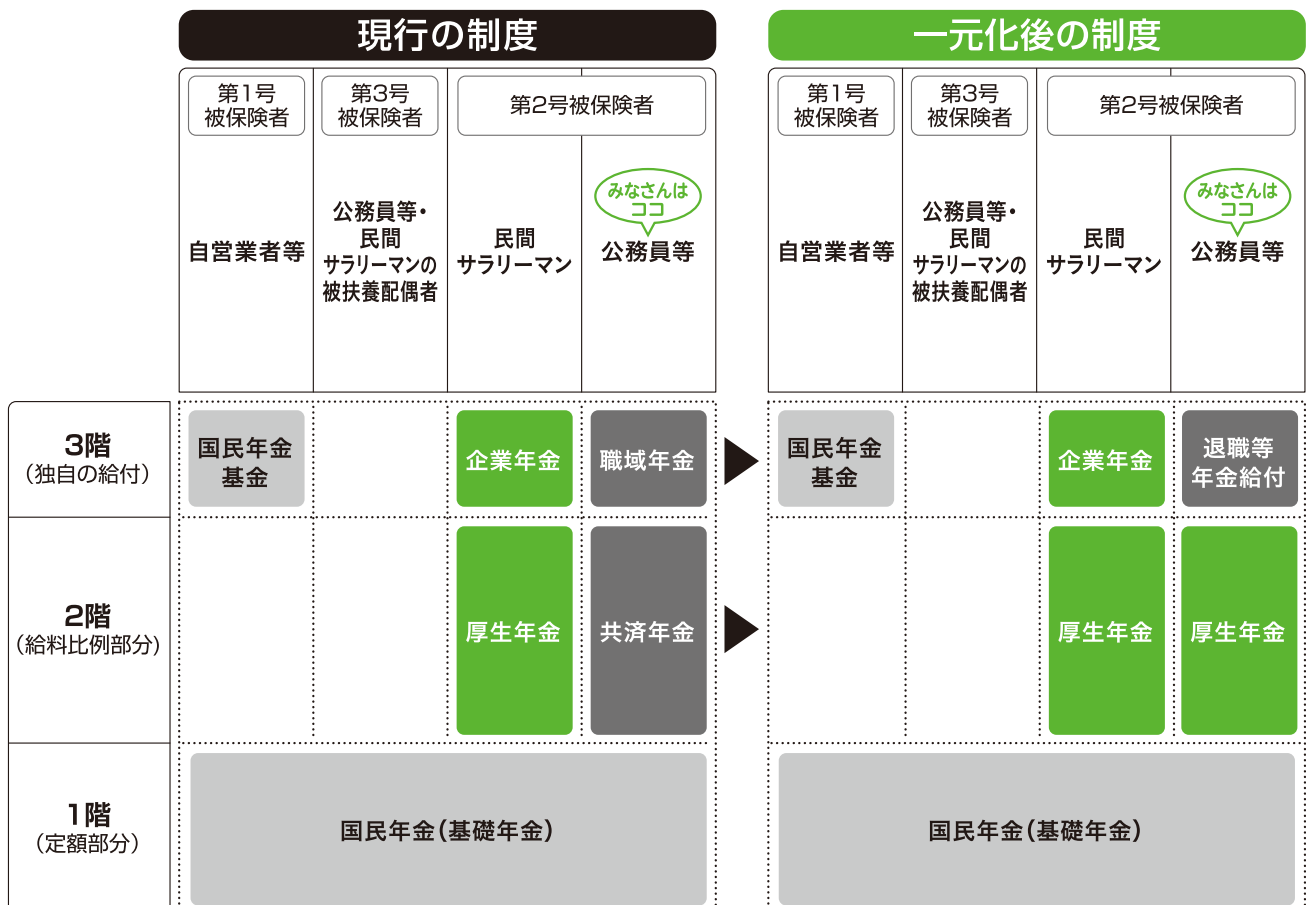 現行の制度
第1号
被保険者
第3号
被保険者
第2号被保険者
自営業者等
公務員等・
民間
サラリーマンの
被扶養配偶者
民間
サラリーマン
みなさんは
ココ
公務員等
一元化後の制度
第1号
被保険者
第3号
被保険者
第2号被保険者
自営業者等
公務員等・
民間
サラリーマンの
被扶養配偶者
民間
サラリーマン
みなさんは
ココ
公務員等
3階
（独自の給付）
国民年金
基金
企業年金
職域年金
国民年金
基金
企業年金
退職等
年金給付
2階
（給料比例部分）
厚生年金
共済年金
厚生年金
厚生年金
1階
（定額部分）
国民年金（基礎年金）
国民年金（基礎年金）